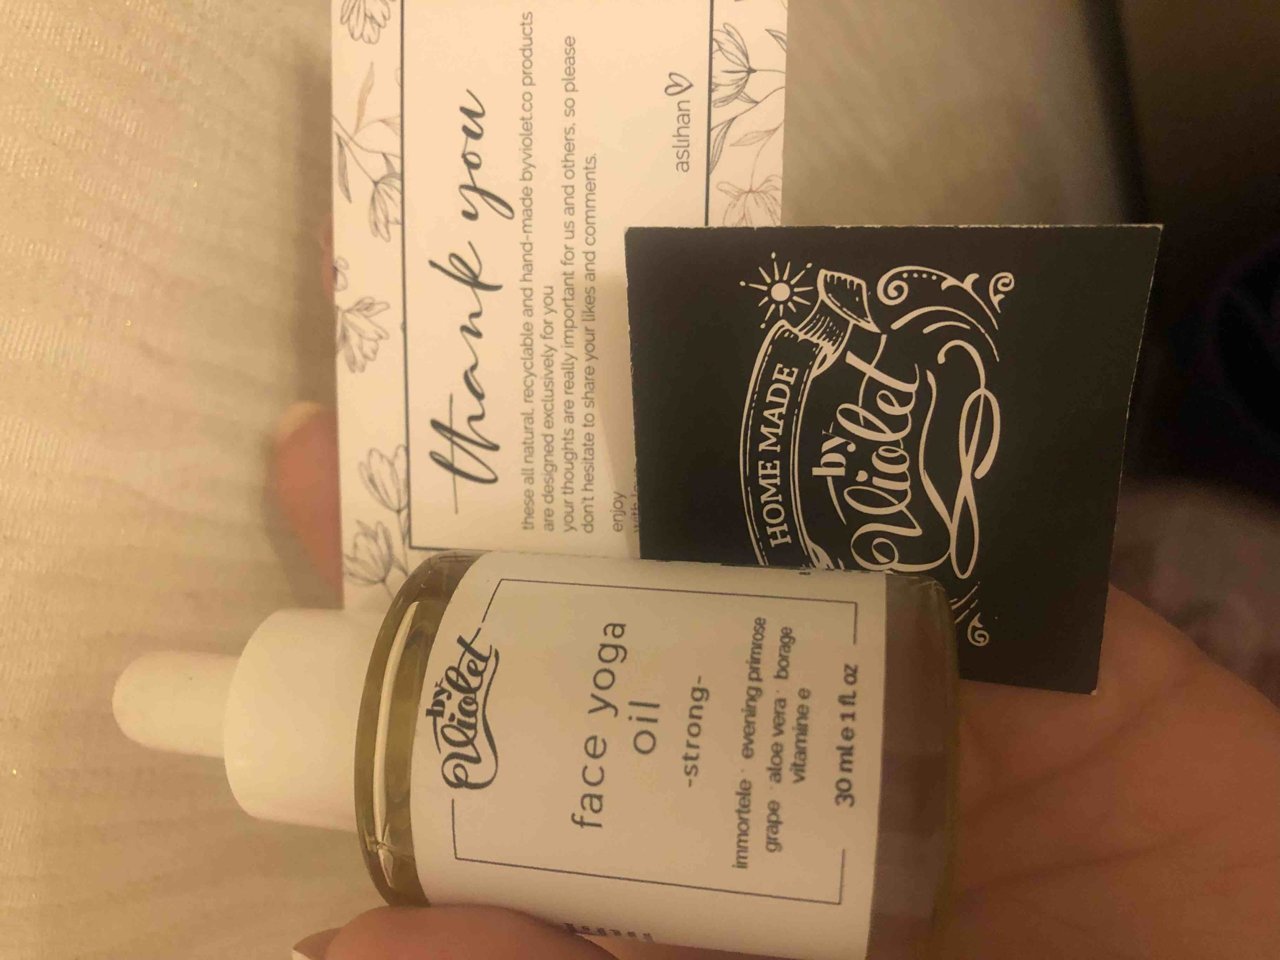 thank you
these all natural, recyclable and hand-made byviolet.co products
are designed exclusively for you
your thoughts are really important for us and others, so please
don't hesitate to share your likes and comments.
enjoy
with
aslıhan
HOME MADE
by
Violet
by
Violet
face yoga
oil
-strong-
immortele · evening primrose
grape · aloe vera · borage
vitamine e
30 ml e 1 fl oz